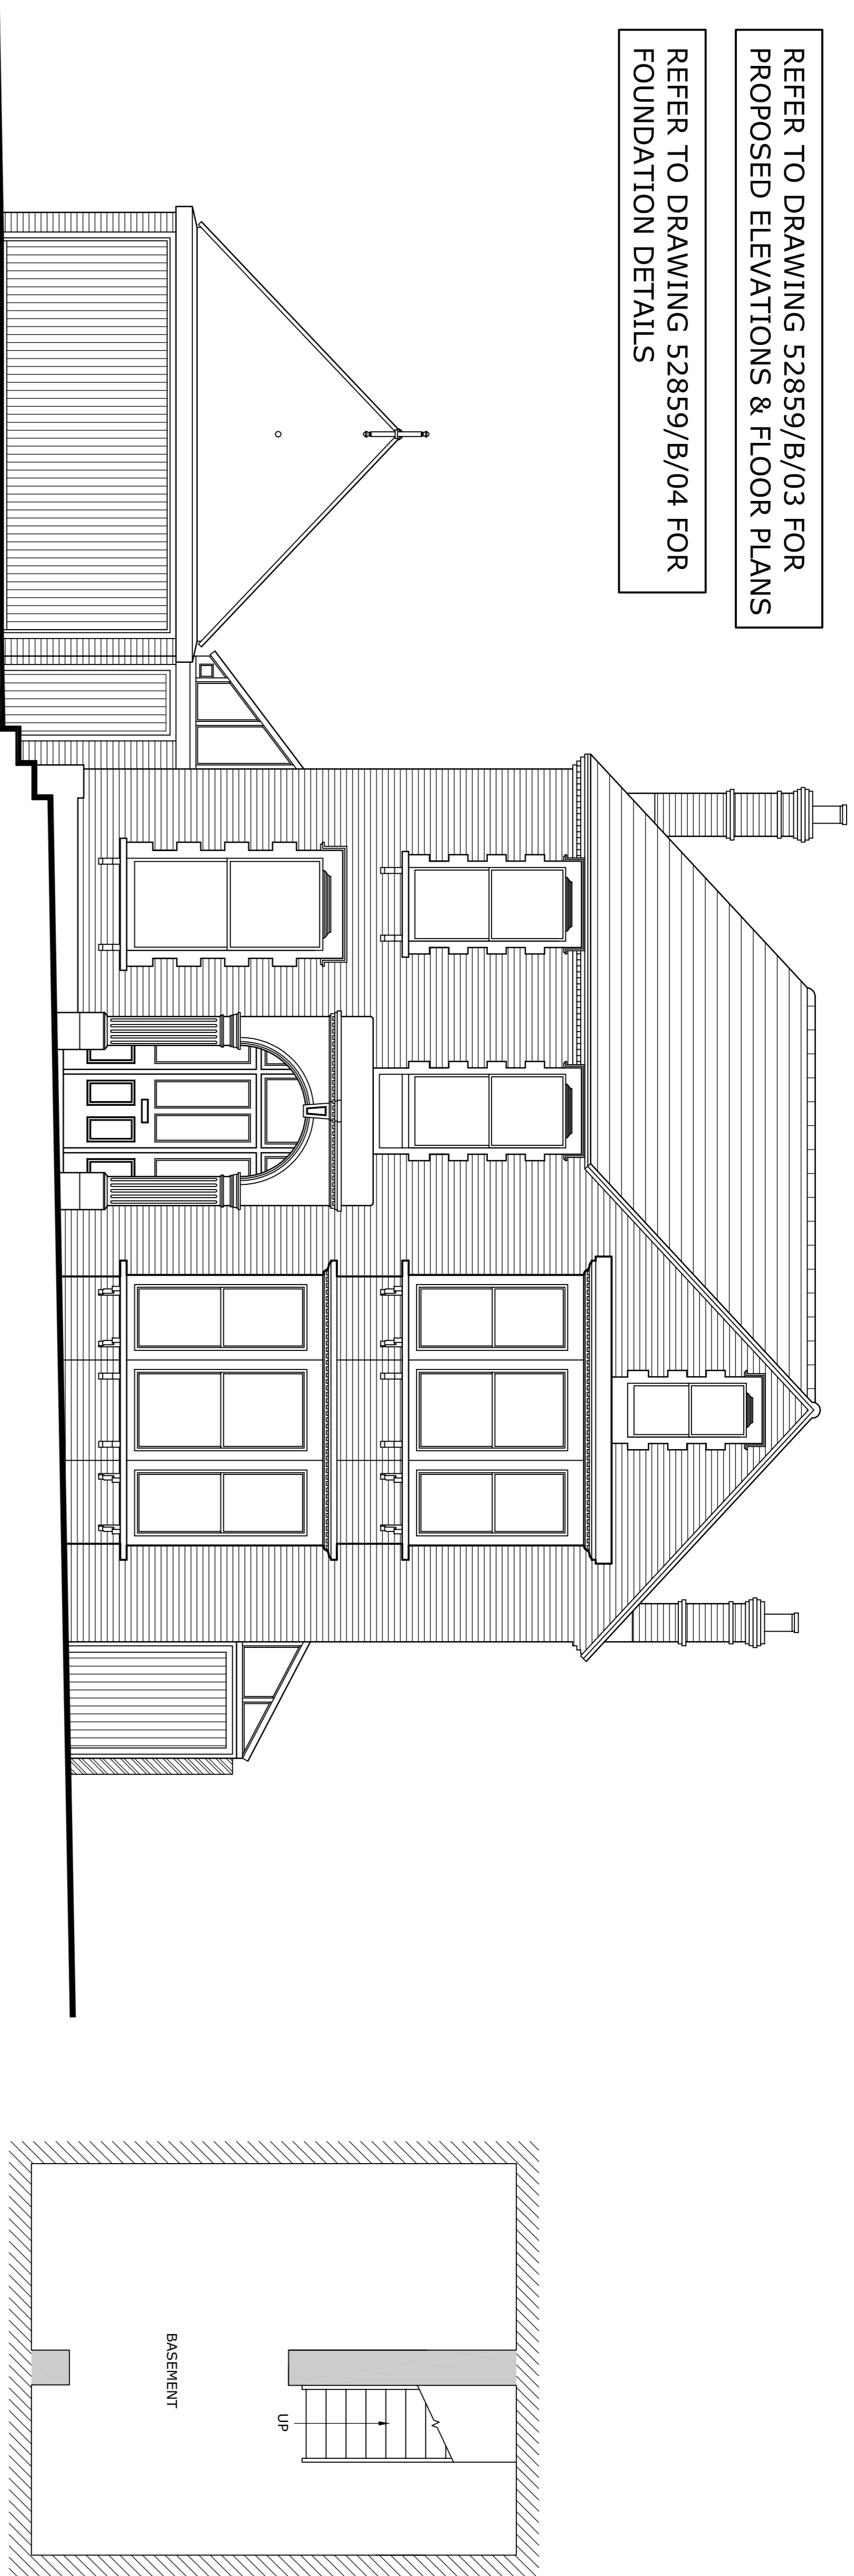 REFER TO DRAWING 52859/B/03 FOR
PROPOSED ELEVATIONS & FLOOR PLANS
REFER TO DRAWING 52859/B/04 FOR
FOUNDATION DETAILS
UP
BASEMENT